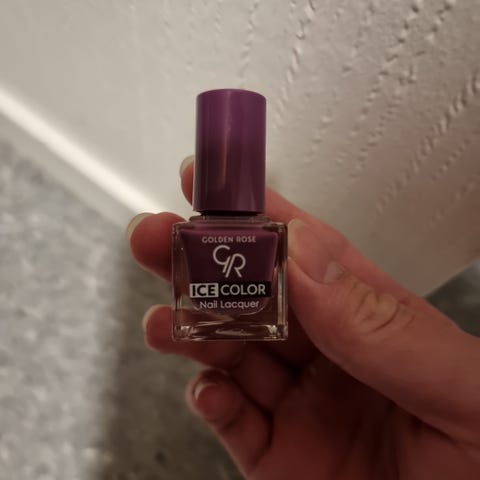 GOLDEN ROSE
GR
ICE COLOR
Nail Lacquer